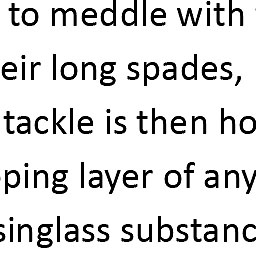 to meddle with
eir long spades,
tackle is then ho
ping layer of any
singlass substanc